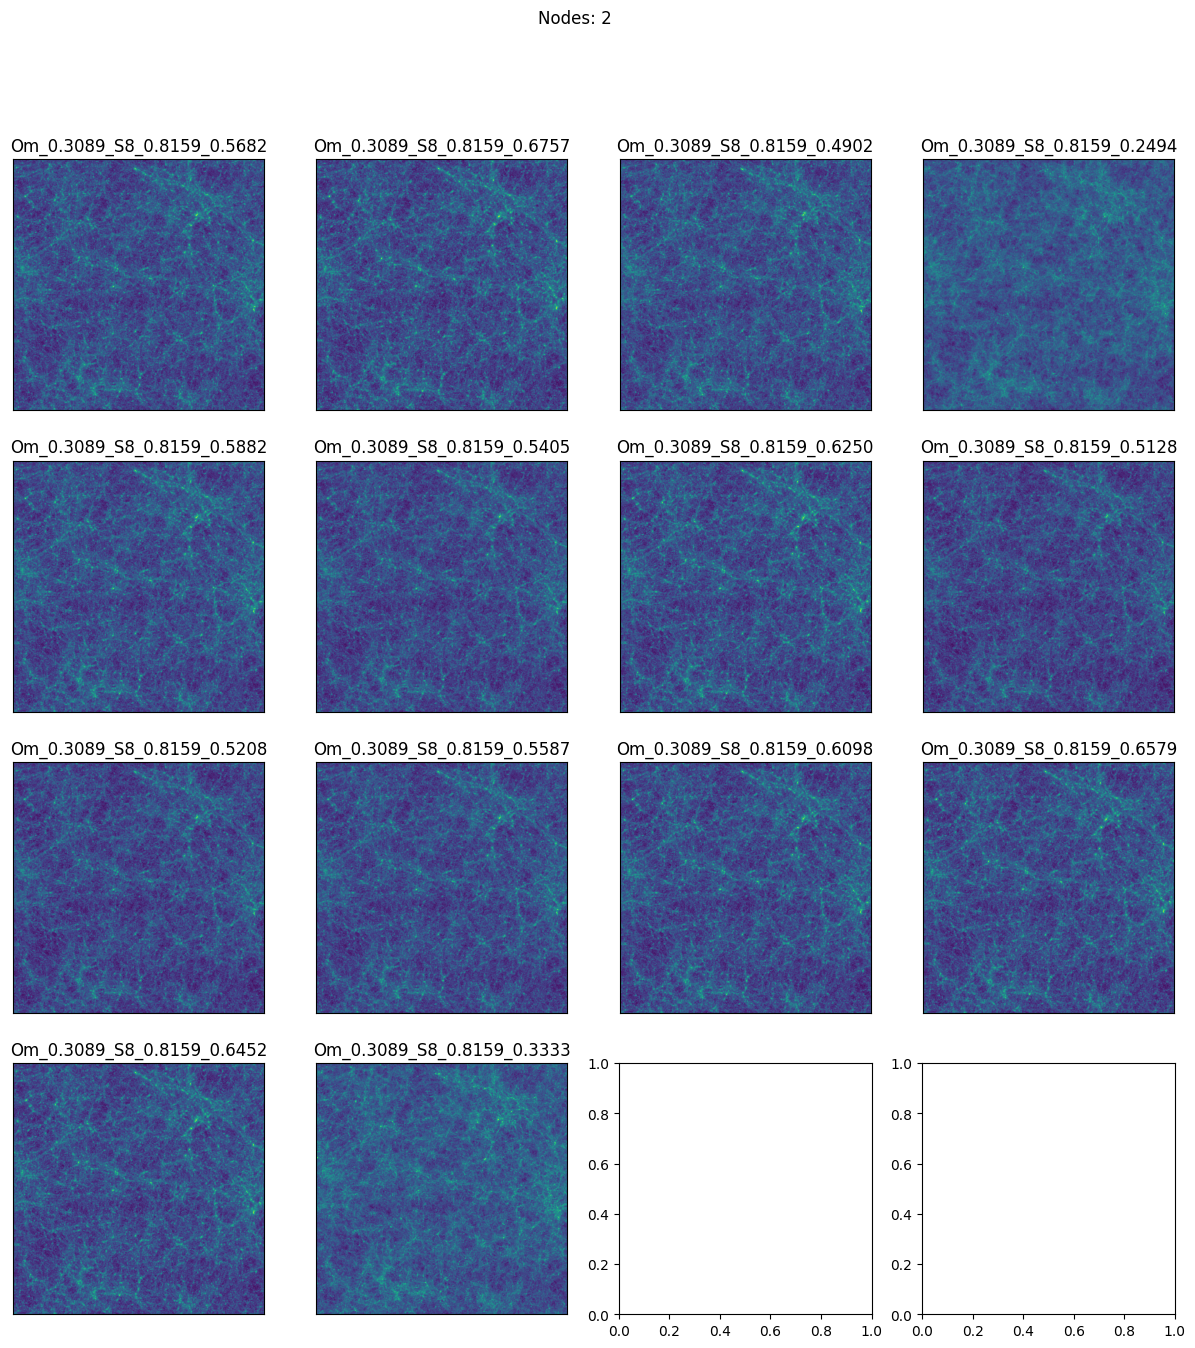 Nodes: 2
Om_0.3089_S8_0.8159_0.5682
Om_0.3089_S8_0.8159_0.6757
Om_0.3089_S8_0.8159_0.4902
Om_0.3089_S8_0.8159_0.2494
Om_0.3089_S8_0.8159_0.5882
Om_0.3089_S8_0.8159_0.5405
Om_0.3089_S8_0.8159_0.6250
Om_0.3089_S8_0.8159_0.5128
Om_0.3089_S8_0.8159_0.5208
Om_0.3089_S8_0.8159_0.5587
Om_0.3089_S8_0.8159_0.6098
Om_0.3089_S8_0.8159_0.6579
Om_0.3089_S8_0.8159_0.6452
Om_0.3089_S8_0.8159_0.3333
1.0
0.8
0.6
0.4
0.2
0.0
0.0 0.2 0.4 0.6 0.8 1.0
1.0
0.8
0.6
0.4
0.2
0.0
0.0 0.2 0.4 0.6 0.8 1.0